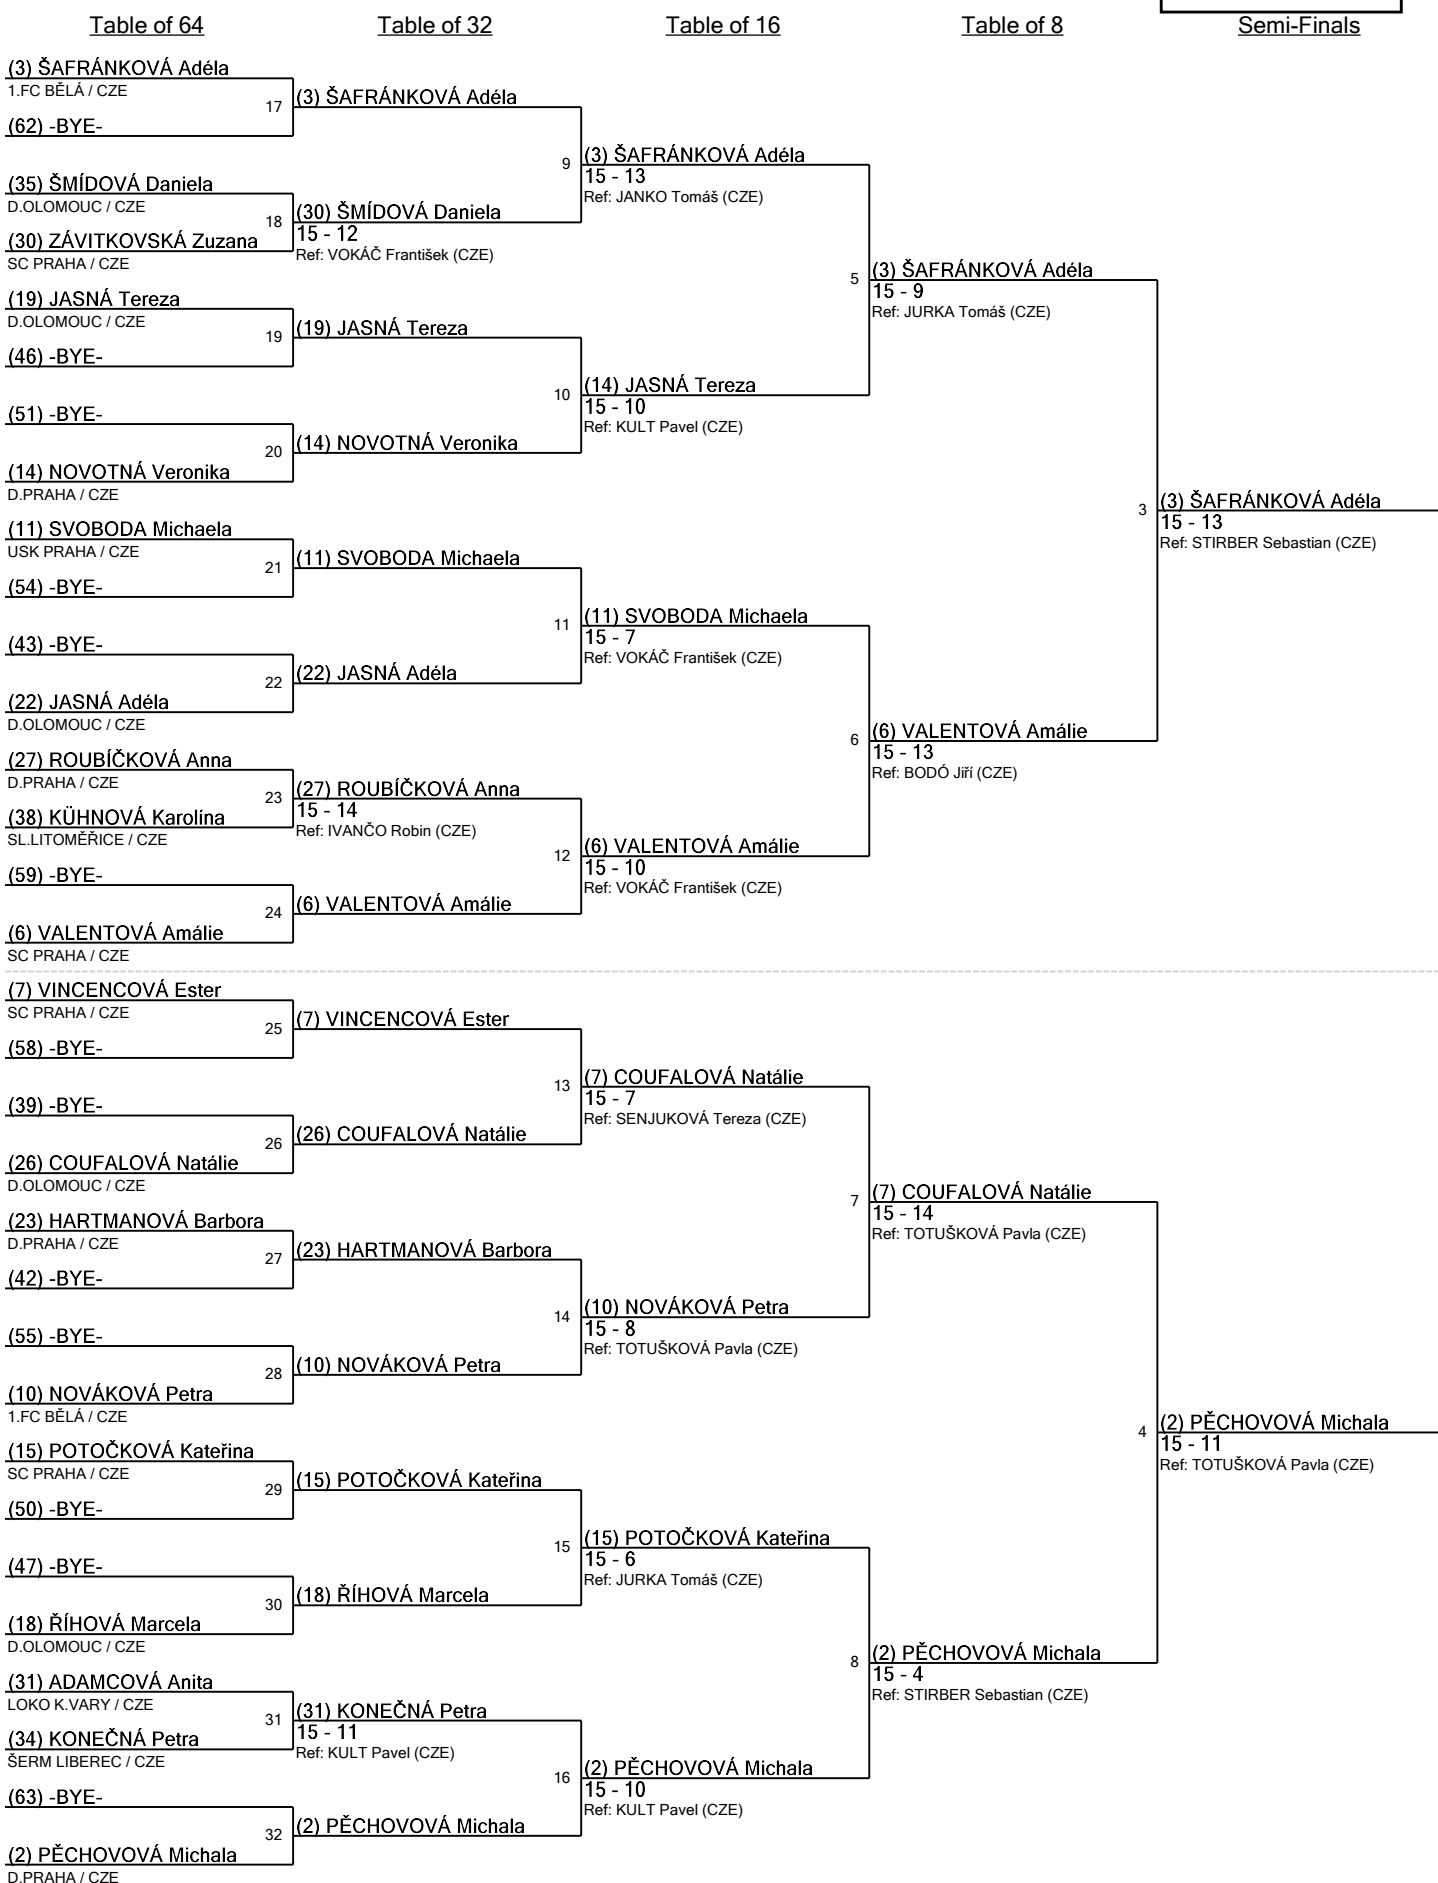 Table of 64
Table of 32
Table of 16
Table of 8
Semi-Finals
(3) ŠAFRÁNKOVÁ Adéla
1.FC BĚLÁ / CZE
17
(62) -BYE-
(35) ŠMÍDOVÁ Daniela
D.OLOMOUC / CZE
18
(30) ZÁVITKOVSKÁ Zuzana
SC PRAHA / CZE
(19) JASNÁ Tereza
D.OLOMOUC / CZE
19
(46) -BYE-
(51) -BYE-
20
(14) NOVOTNÁ Veronika
D.PRAHA / CZE
(11) SVOBODA Michaela
USK PRAHA / CZE
21
(54) -BYE-
(43) -BYE-
22
(22) JASNÁ Adéla
D.OLOMOUC / CZE
(27) ROUBÍČKOVÁ Anna
D.PRAHA / CZE
23
(38) KÜHNOVÁ Karolína
SL.LITOMĚŘICE / CZE
(59) -BYE-
24
(6) VALENTOVÁ Amálie
SC PRAHA / CZE
(7) VINCENCOVÁ Ester
SC PRAHA / CZE
25
(58) -BYE-
(39) -BYE-
26
(26) COUFALOVÁ Natálie
D.OLOMOUC / CZE
(23) HARTMANOVÁ Barbora
D.PRAHA / CZE
27
(42) -BYE-
(55) -BYE-
28
(10) NOVÁKOVÁ Petra
1.FC BĚLÁ / CZE
(15) POTOČKOVÁ Kateřina
SC PRAHA / CZE
29
(50) -BYE-
(47) -BYE-
30
(18) ŘÍHOVÁ Marcela
D.OLOMOUC / CZE
(31) ADAMCOVÁ Anita
LOKO K.VARY / CZE
31
(34) KONEČNÁ Petra
ŠERM LIBEREC / CZE
(63) -BYE-
32
(2) PĚCHOVOVÁ Michala
D.PRAHA / CZE
(3) ŠAFRÁNKOVÁ Adéla
9
(30) ŠMÍDOVÁ Daniela
15 - 12
Ref: VOKÁČ František (CZE)
(19) JASNÁ Tereza
10
(14) NOVOTNÁ Veronika
(11) SVOBODA Michaela
11
(22) JASNÁ Adéla
(27) ROUBÍČKOVÁ Anna
15 - 14
Ref: IVANČO Robin (CZE)
12
(6) VALENTOVÁ Amálie
(7) VINCENCOVÁ Ester
13
(26) COUFALOVÁ Natálie
(23) HARTMANOVÁ Barbora
14
(10) NOVÁKOVÁ Petra
(15) POTOČKOVÁ Kateřina
15
(18) ŘÍHOVÁ Marcela
(31) KONEČNÁ Petra
15 - 11
Ref: KULT Pavel (CZE)
16
(2) PĚCHOVOVÁ Michala
(3) ŠAFRÁNKOVÁ Adéla
15 - 13
Ref: JANKO Tomáš (CZE)
5
(14) JASNÁ Tereza
15 - 10
Ref: KULT Pavel (CZE)
(11) SVOBODA Michaela
15 - 7
Ref: VOKÁČ František (CZE)
6
(6) VALENTOVÁ Amálie
15 - 10
Ref: VOKÁČ František (CZE)
(7) COUFALOVÁ Natálie
15 - 7
Ref: SENJUKOVÁ Tereza (CZE)
7
(10) NOVÁKOVÁ Petra
15 - 8
Ref: TOTUŠKOVÁ Pavla (CZE)
(15) POTOČKOVÁ Kateřina
15 - 6
Ref: JURKA Tomáš (CZE)
8
(2) PĚCHOVOVÁ Michala
15 - 10
Ref: KULT Pavel (CZE)
(3) ŠAFRÁNKOVÁ Adéla
15 - 9
Ref: JURKA Tomáš (CZE)
3
(6) VALENTOVÁ Amálie
15 - 13
Ref: BODÓ Jiří (CZE)
(7) COUFALOVÁ Natálie
15 - 14
Ref: TOTUŠKOVÁ Pavla (CZE)
4
(2) PĚCHOVOVÁ Michala
15 - 4
Ref: STIRBER Sebastian (CZE)
(3) ŠAFRÁNKOVÁ Adéla
15 - 13
Ref: STIRBER Sebastian (CZE)
(2) PĚCHOVOVÁ Michala
15 - 11
Ref: TOTUŠKOVÁ Pavla (CZE)